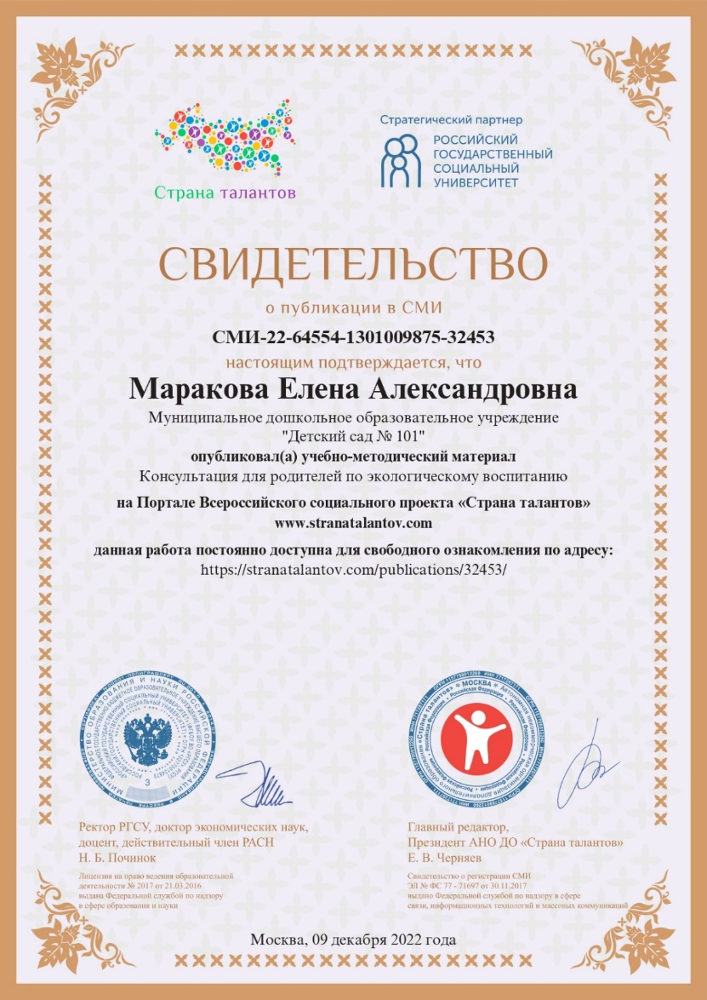 Страна талантов
Стратегический партнер
РОССИЙСКИЙ
ГОСУДАРСТВЕННЫЙ
СОЦИАЛЬНЫЙ
УНИВЕРСИТЕТ
СВИДЕТЕЛЬСТВО
о публикации в СМИ
СМИ-22-64554-1301009875-32453
настоящим подтверждается, что
Маракова Елена Александровна
Муниципальное дошкольное образовательное учреждение
"Детский сад № 101"
опубликовал(а) учебно-методический материал
Консультация для родителей по экологическому воспитанию
на Портале Всероссийского социального проекта «Страна талантов»
www.stranatalantov.com
данная работа постоянно доступна для свободного ознакомления по адресу:
https://stranatalantov.com/publications/32453/
Ректор РГСУ, доктор экономических наук,
доцент, действительный член РАСН
Н. Б. Починок
Лицензия на право ведения образовательной
деятельности № 2017 от 21.03.2016
выдана Федеральной службой по надзору
в сфере образования и науки
Главный редактор,
Президент АНО ДО «Страна талантов»
Е. В. Черняев
Свидетельство о регистрации СМИ
ЭЛ № ФС 77 - 71697 от 30.11.2017
выдано Федеральной службой по надзору в сфере
связи, информационных технологий и массовых коммуникаций
Москва, 09 декабря 2022 года